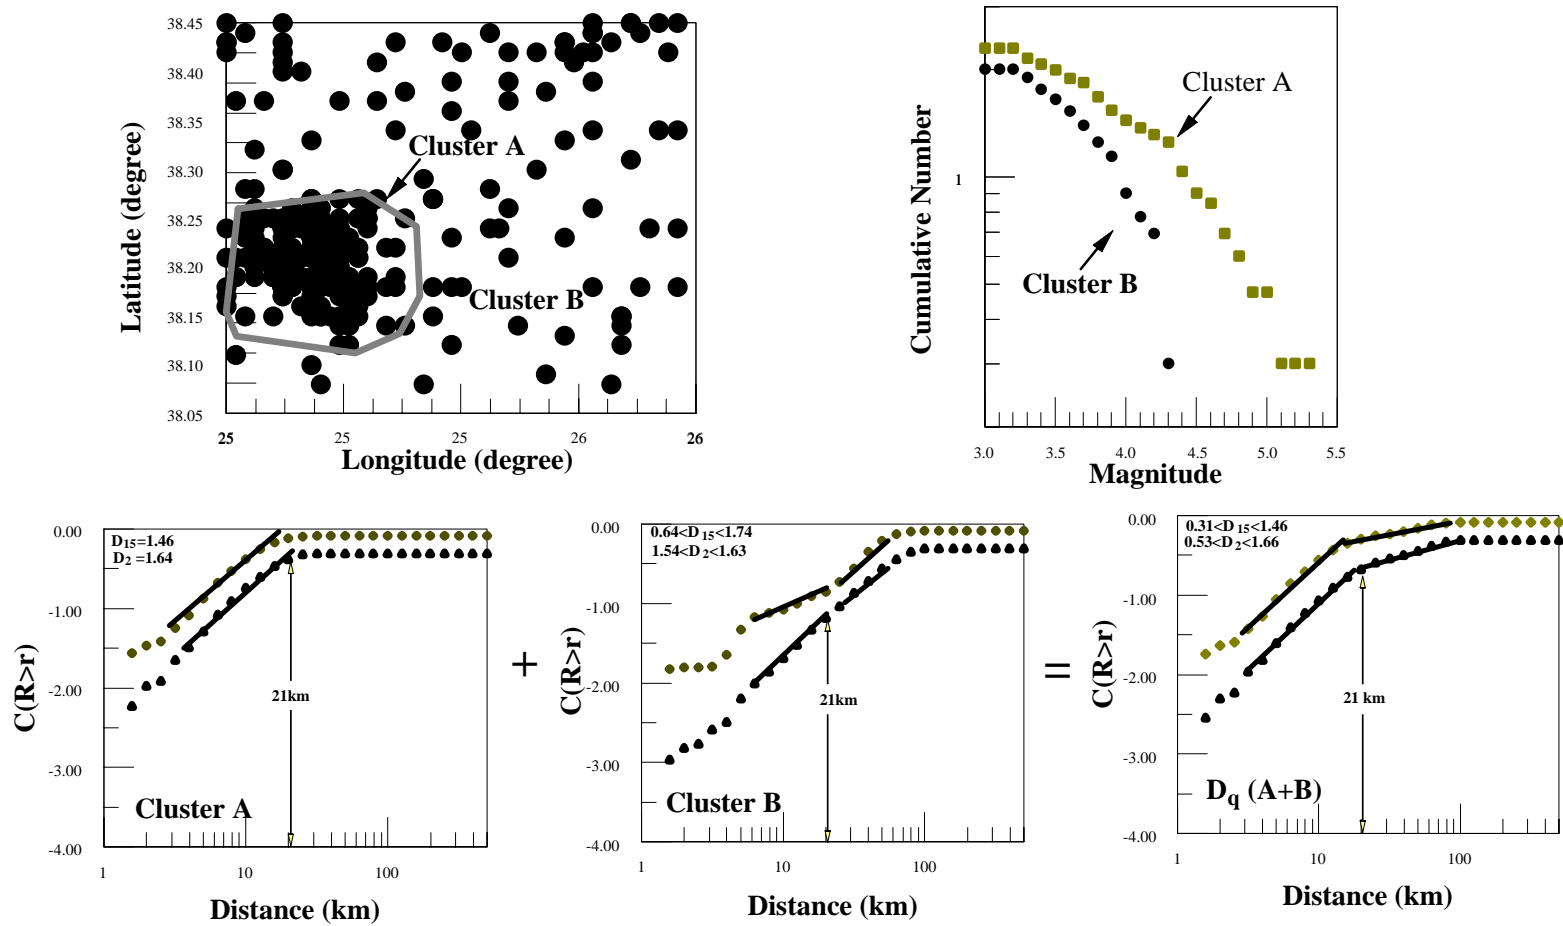 38.45
38.40
38.35
38.30
38.25
38.20
38.15
38.10
38.05
Latitude (degree)
Cluster A
Cluster B
25
25
25
26
26
Longitude (degree)
Cumulative Number
1
Cluster A
Cluster B
3.0
3.5
4.0
4.5
5.0
5.5
Magnitude
0.00
-1.00
-2.00
-3.00
-4.00
C(R>r)
D15=1.46
D2 =1.64
21km
Cluster A
1
10
100
Distance (km)
+
0.00
-1.00
-2.00
-3.00
-4.00
C(R>r)
0.64<D15<1.74
1.54<D2<1.63
21km
Cluster B
1
10
100
Distance (km)
=
0.00
-1.00
-2.00
-3.00
-4.00
C(R>r)
0.31<D15<1.46
0.53<D2<1.66
21 km
Dq (A+B)
1
10
100
Distance (km)